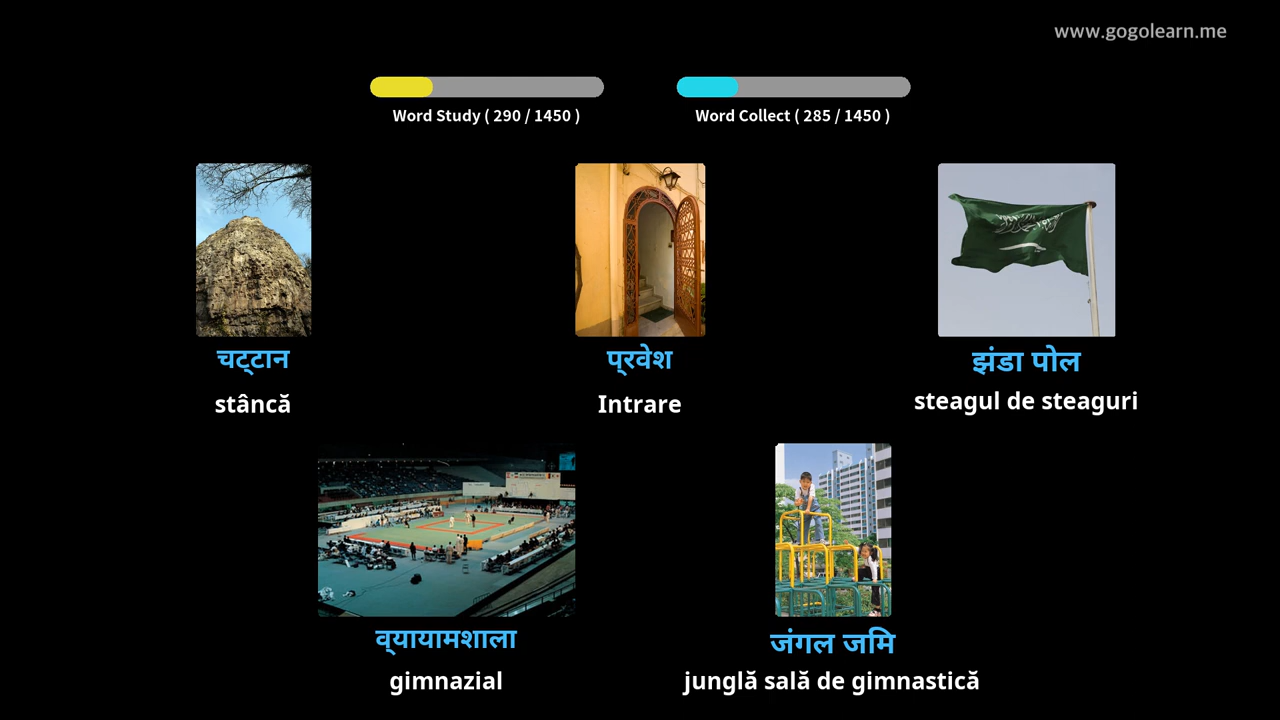 www.gogolearn.me
Word Study ( 290 / 1450 )
Word Collect ( 285 / 1450 )
चट्टान
प्रवेश
झंडा पोल
stâncă
Intrare
steagul de steaguri
व्यायामशाला
जंगल जमि
gimnazial
junglă sală de gimnastică